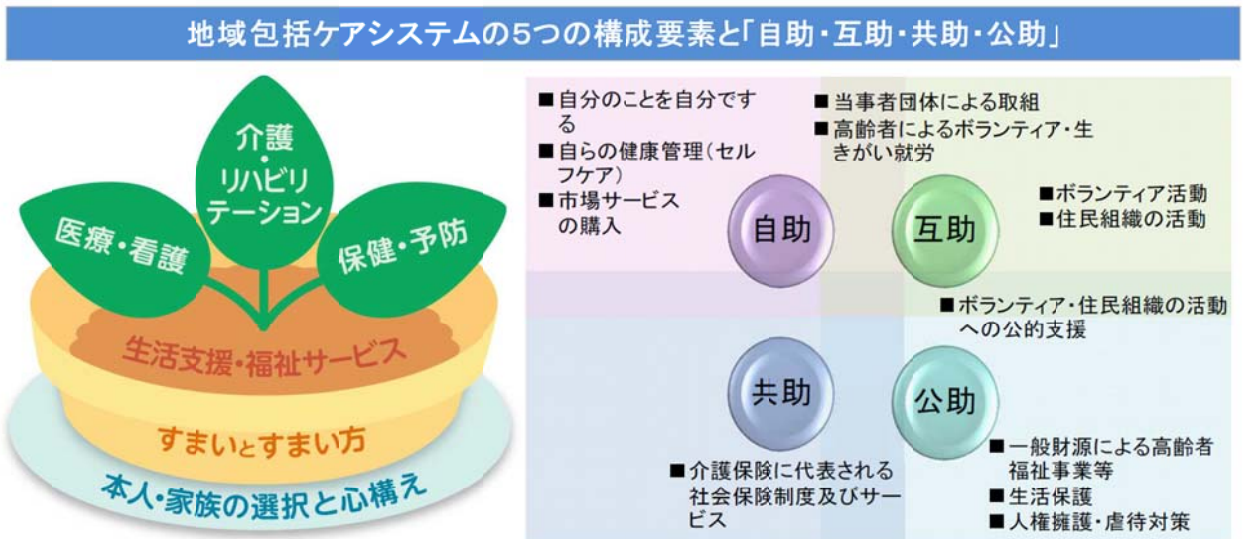 地域包括ケアシステムの5つの構成要素と「自助・互助・共助・公助」
介護
・
リハビリ
テーション
医療・看護
保健・予防
生活支援・福祉サービス
すまいとすまい方
本人・家族の選択と心構え
■自分のことを自分です
る
■自らの健康管理(セル
フケア)
■市場サービス
の購入
■当事者団体による取組
■高齢者によるボランティア・生
きがい就労
■ボランティア活動
■住民組織の活動
自助
互助
■ボランティア・住民組織の活動
への公的支援
共助
公助
■介護保険に代表される
社会保険制度及びサー
ビス
■一般財源による高齢者
福祉事業等
■生活保護
■人権擁護・虐待対策